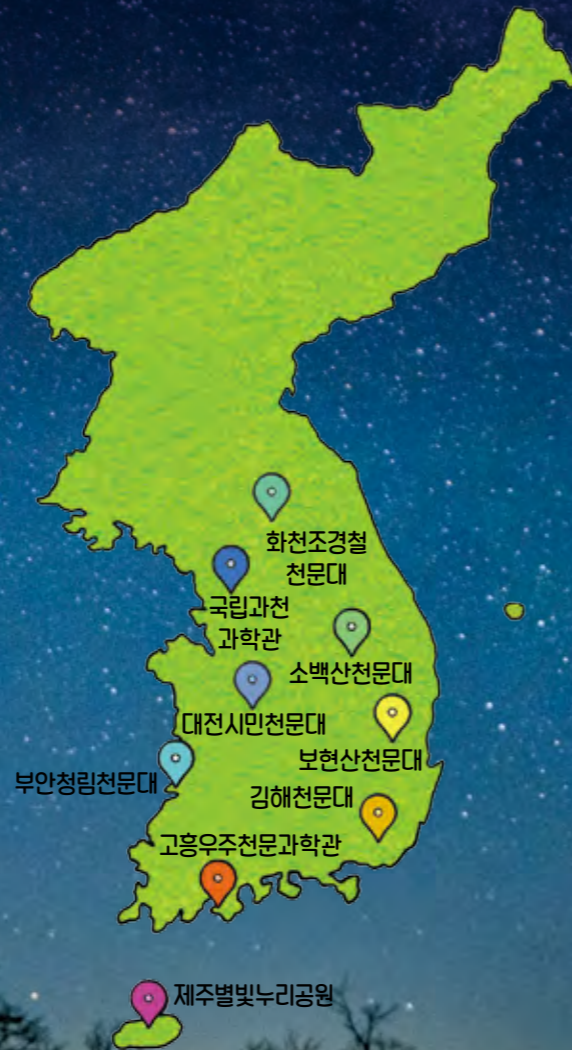 화천조경철
천문대
국립과천
과학관
소백산천문대
대전시민천문대
보현산천문대
부안청림천문대
김해천문대
고흥우주천문과학관
제주별빛누리공원